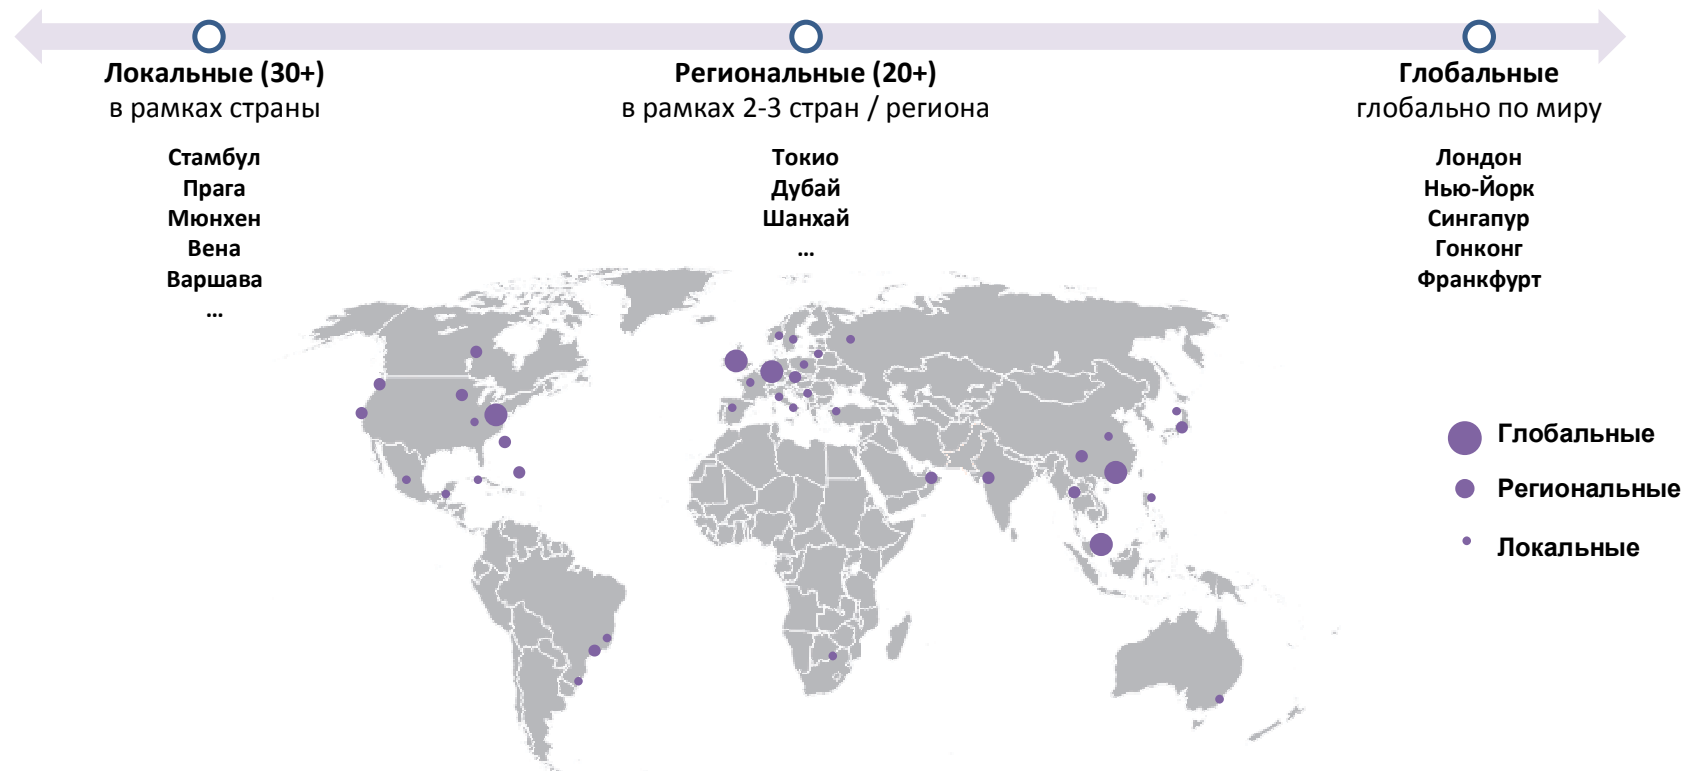 Локальные (30+)
в рамках страны
Стамбул
Прага
Мюнхен
Вена
Варшава
...
Региональные (20+)
в рамках 2-3 стран / региона
Токио
Дубай
Шанхай
...
Глобальные
глобально по миру
Лондон
Нью-Йорк
Сингапур
Гонконг
Франкфурт
Глобальные
Региональные
Локальные